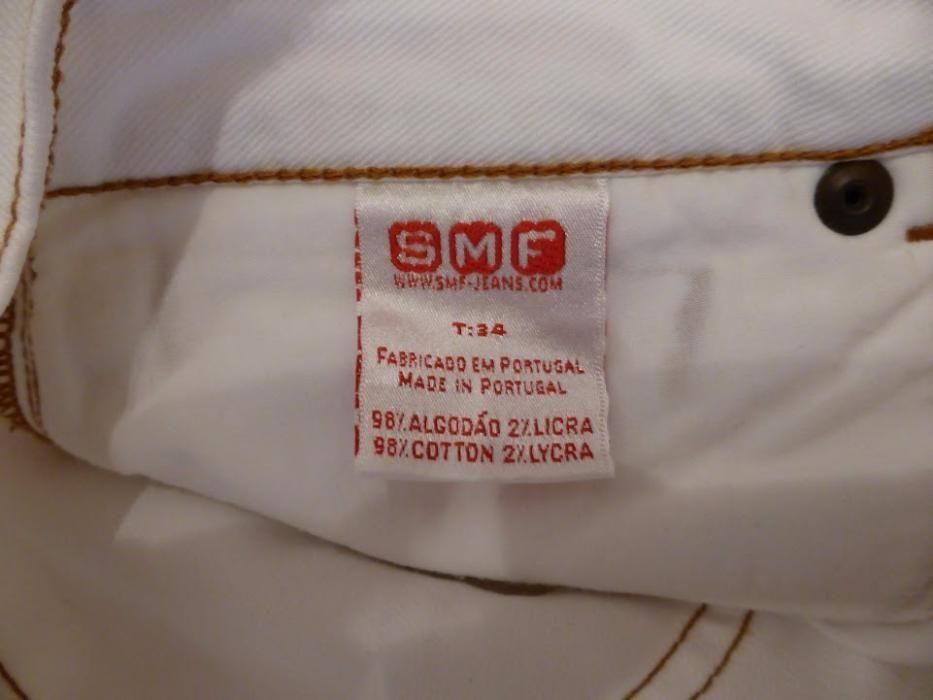 SMF
WWW.SMF-JEANS.COM
T:34
FABRICADO EM PORTUGAL
MADE IN PORTUGAL
98% ALGODÃO 2% LICRA
98% COTTON 2% LYCRA